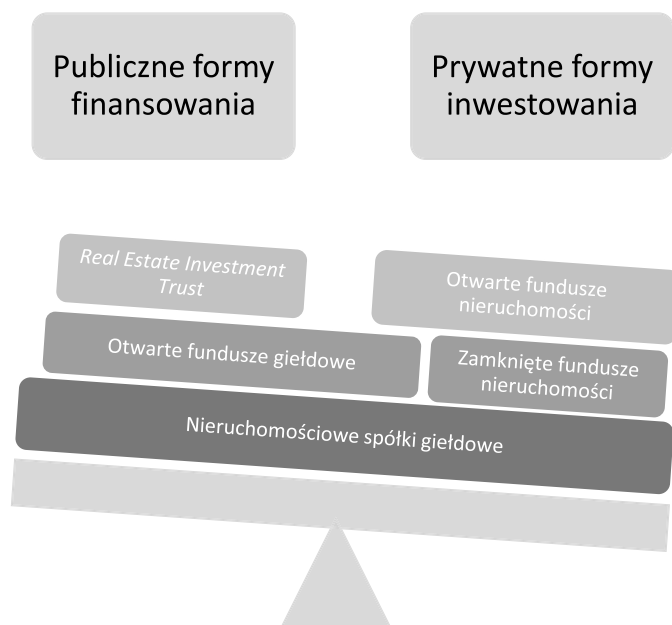 Publiczne formy
finansowania
Prywatne formy
inwestowania
Real Estate Investment
Trust
Otwarte fundusze
nieruchomości
Otwarte fundusze giełdowe
Zamknięte fundusze
nieruchomości
Nieruchomościowe spółki giełdowe